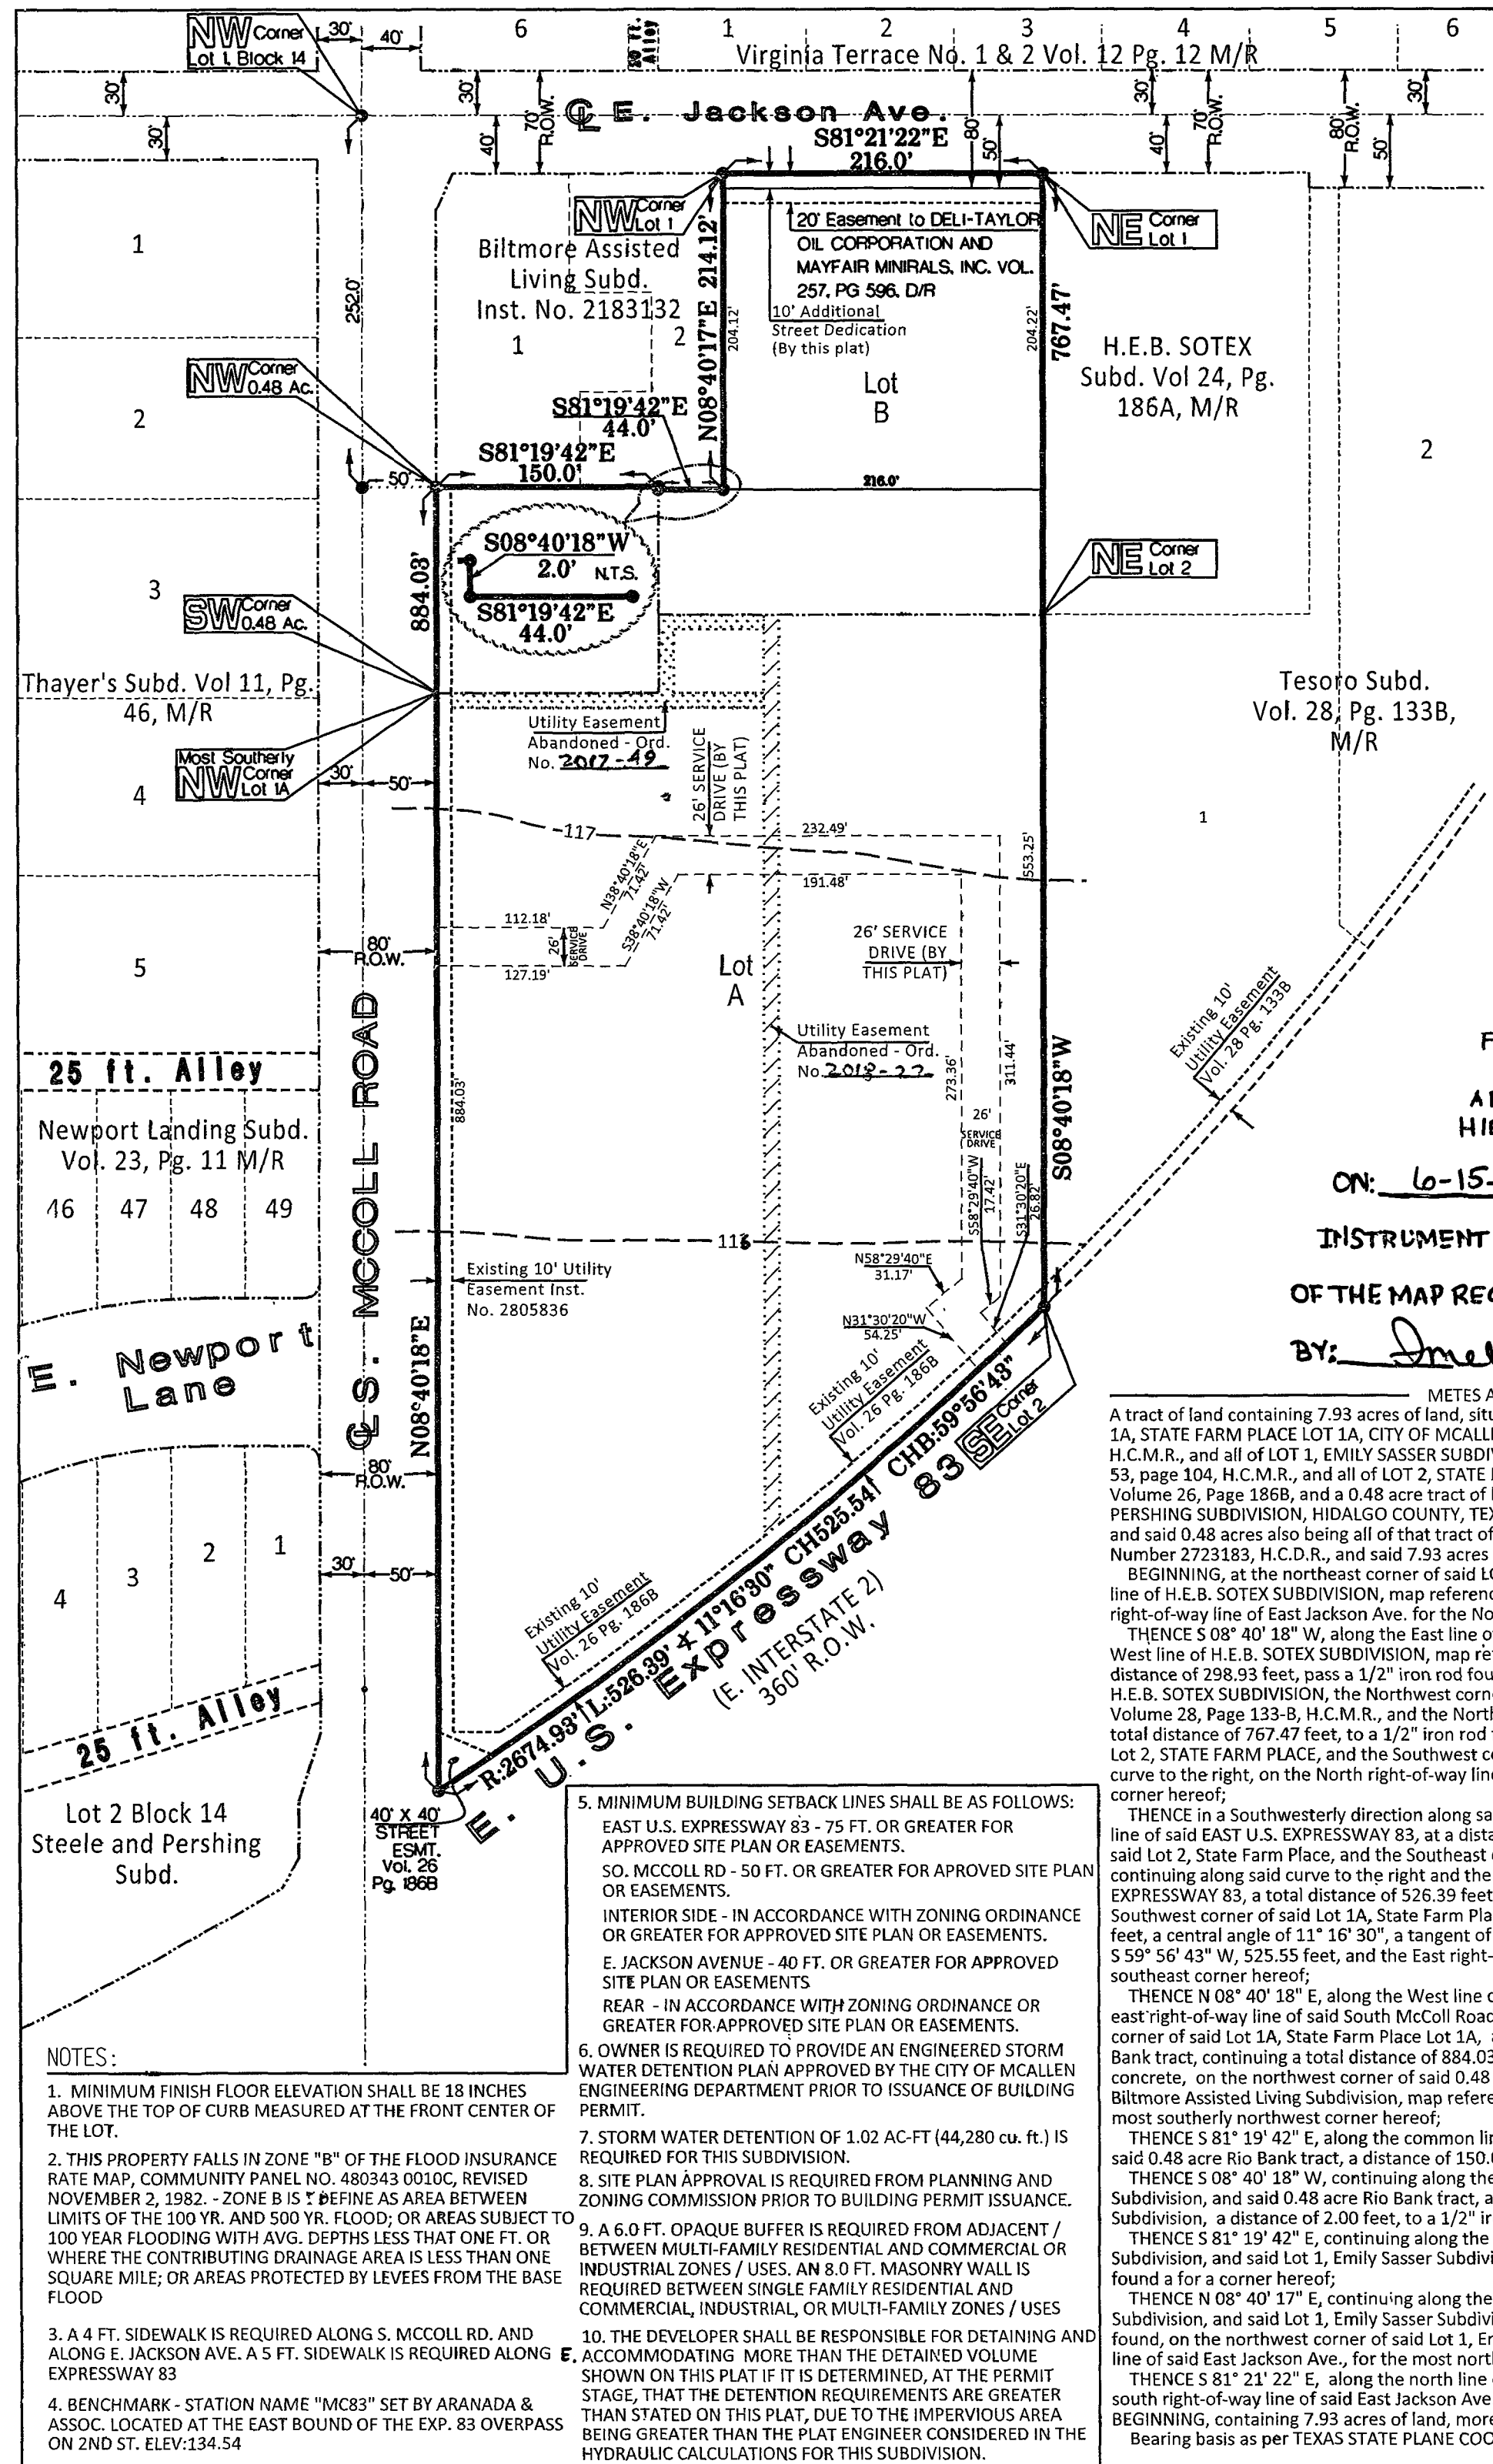 NW Corner
Lot 1, Block 14
30'
40'
6
20 ft.
Alley
1
2
3
4
5
6
Virginia Terrace No. 1 & 2 Vol. 12 Pg. 12 M/R
30'
30'
30'
40'
70'
R.O.W.
℄ E. Jackson Ave.
S81°21'22"E
216.0'
80'
50'
30'
40'
70'
R.O.W.
80'
R.O.W.
30'
50'
NW Corner
Lot 1
NE Corner
Lot 1
1
Biltmore Assisted
Living Subd.
Inst. No. 2183132
1
2
N08°40'17"E 214.12'
204.12'
20' Easement to DELI-TAYLOR
OIL CORPORATION AND
MAYFAIR MINIRALS, INC. VOL.
257, PG 596, D/R
10' Additional
Street Dedication
(By this plat)
204.22'
767.47'
H.E.B. SOTEX
Subd. Vol 24, Pg.
186A, M/R
252.0'
NW Corner
0.48 Ac.
2
Lot
B
S81°19'42"E
44.0'
S81°19'42"E
150.0'
50'
216.0'
2
884.03'
S08°40'18"W
2.0' N.T.S.
S81°19'42"E
44.0'
NE Corner
Lot 2
3
SW Corner
0.48 Ac.
Thayer's Subd. Vol 11, Pg.
46, M/R
Tesoro Subd.
Vol. 28, Pg. 133B,
M/R
Utility Easement
Abandoned - Ord.
No. 2017-49
26' SERVICE
DRIVE (BY
THIS PLAT)
Most Southerly
NW Corner
Lot 1A
30'
50'
4
117
232.49'
553.25'
1
191.48'
N38°40'18"E
71.42'
S38°40'18"W
71.42'
112.18'
26'
SERVICE
DRIVE
127.19'
80'
R.O.W.
26' SERVICE
DRIVE (BY
THIS PLAT)
5
Lot
A
Existing 10'
Utility Easement
Vol. 28 Pg. 133B
25 ft. Alley
℄ S. MCCOLL ROAD
884.03'
Utility Easement
Abandoned - Ord.
No. 2018-22
273.36'
311.44'
S08°40'18"W
26'
SERVICE
DRIVE
Newport Landing Subd.
Vol. 23, Pg. 11 M/R
46
47
48
49
S58°29'40"W
17.42'
S31°30'20"E
26.82'
ON: 6-15-
INSTRUMENT
Existing 10' Utility
Easement Inst.
No. 2805836
N58°29'40"E
31.17'
N31°30'20"W
54.25'
OF THE MAP REC
BY:
E. Newport
Lane
N08°40'18"E
Existing 10'
Utility Easement
Vol. 26 Pg. 186B
SE Corner
Lot 2
80'
R.O.W.
4
3
2
1
30'
50'
Existing 10'
Utility Easement
Vol. 26 Pg. 186B
R:2674.93' L:526.39' ∡ 11°16'30" CH525.54' CHB:59°56'43"
E. U.S. Expressway 83
(E. INTERSTATE 2)
360' R.O.W.
25 ft. Alley
Lot 2 Block 14
Steele and Pershing
Subd.
40' X 40'
STREET
ESMT.
Vol. 26
Pg. 186B
NOTES:
1. MINIMUM FINISH FLOOR ELEVATION SHALL BE 18 INCHES
ABOVE THE TOP OF CURB MEASURED AT THE FRONT CENTER OF
THE LOT.
2. THIS PROPERTY FALLS IN ZONE "B" OF THE FLOOD INSURANCE
RATE MAP, COMMUNITY PANEL NO. 480343 0010C, REVISED
NOVEMBER 2, 1982. - ZONE B IS DEFINE AS AREA BETWEEN
LIMITS OF THE 100 YR. AND 500 YR. FLOOD; OR AREAS SUBJECT TO
100 YEAR FLOODING WITH AVG. DEPTHS LESS THAT ONE FT. OR
WHERE THE CONTRIBUTING DRAINAGE AREA IS LESS THAN ONE
SQUARE MILE; OR AREAS PROTECTED BY LEVEES FROM THE BASE
FLOOD
3. A 4 FT. SIDEWALK IS REQUIRED ALONG S. MCCOLL RD. AND
ALONG E. JACKSON AVE. A 5 FT. SIDEWALK IS REQUIRED ALONG E.
EXPRESSWAY 83
4. BENCHMARK - STATION NAME "MC83" SET BY ARANADA &
ASSOC. LOCATED AT THE EAST BOUND OF THE EXP. 83 OVERPASS
ON 2ND ST. ELEV:134.54
5. MINIMUM BUILDING SETBACK LINES SHALL BE AS FOLLOWS:
EAST U.S. EXPRESSWAY 83 - 75 FT. OR GREATER FOR
APPROVED SITE PLAN OR EASEMENTS.
SO. MCCOLL RD - 50 FT. OR GREATER FOR APROVED SITE PLAN
OR EASEMENTS.
INTERIOR SIDE - IN ACCORDANCE WITH ZONING ORDINANCE
OR GREATER FOR APPROVED SITE PLAN OR EASEMENTS.
E. JACKSON AVENUE - 40 FT. OR GREATER FOR APPROVED
SITE PLAN OR EASEMENTS
REAR - IN ACCORDANCE WITH ZONING ORDINANCE OR
GREATER FOR APPROVED SITE PLAN OR EASEMENTS.
6. OWNER IS REQUIRED TO PROVIDE AN ENGINEERED STORM
WATER DETENTION PLAN APPROVED BY THE CITY OF MCALLEN
ENGINEERING DEPARTMENT PRIOR TO ISSUANCE OF BUILDING
PERMIT.
7. STORM WATER DETENTION OF 1.02 AC-FT (44,280 cu. ft.) IS
REQUIRED FOR THIS SUBDIVISION.
8. SITE PLAN APPROVAL IS REQUIRED FROM PLANNING AND
ZONING COMMISSION PRIOR TO BUILDING PERMIT ISSUANCE.
9. A 6.0 FT. OPAQUE BUFFER IS REQUIRED FROM ADJACENT /
BETWEEN MULTI-FAMILY RESIDENTIAL AND COMMERCIAL OR
INDUSTRIAL ZONES / USES. AN 8.0 FT. MASONRY WALL IS
REQUIRED BETWEEN SINGLE FAMILY RESIDENTIAL AND
COMMERCIAL, INDUSTRIAL, OR MULTI-FAMILY ZONES / USES
10. THE DEVELOPER SHALL BE RESPONSIBLE FOR DETAINING AND
ACCOMMODATING MORE THAN THE DETAINED VOLUME
SHOWN ON THIS PLAT IF IT IS DETERMINED, AT THE PERMIT
STAGE, THAT THE DETENTION REQUIREMENTS ARE GREATER
THAN STATED ON THIS PLAT, DUE TO THE IMPERVIOUS AREA
BEING GREATER THAN THE PLAT ENGINEER CONSIDERED IN THE
HYDRAULIC CALCULATIONS FOR THIS SUBDIVISION.
METES A
A tract of land containing 7.93 acres of land, situ
1A, STATE FARM PLACE LOT 1A, CITY OF MCALLE
H.C.M.R., and all of LOT 1, EMILY SASSER SUBDIV
53, page 104, H.C.M.R., and all of LOT 2, STATE
Volume 26, Page 186B, and a 0.48 acre tract of
PERSHING SUBDIVISION, HIDALGO COUNTY, TEX
and said 0.48 acres also being all of that tract of
Number 2723183, H.C.D.R., and said 7.93 acres
BEGINNING, at the northeast corner of said LO
line of H.E.B. SOTEX SUBDIVISION, map referenc
right-of-way line of East Jackson Ave. for the No
THENCE S 08° 40' 18" W, along the East line of
West line of H.E.B. SOTEX SUBDIVISION, map re
distance of 298.93 feet, pass a 1/2" iron rod fou
H.E.B. SOTEX SUBDIVISION, the Northwest corn
Volume 28, Page 133-B, H.C.M.R., and the North
total distance of 767.47 feet, to a 1/2" iron rod
Lot 2, STATE FARM PLACE, and the Southwest co
curve to the right, on the North right-of-way line
corner hereof;
THENCE in a Southwesterly direction along sa
line of said EAST U.S. EXPRESSWAY 83, at a dista
said Lot 2, State Farm Place, and the Southeast
continuing along said curve to the right and the
EXPRESSWAY 83, a total distance of 526.39 feet
Southwest corner of said Lot 1A, State Farm Pla
feet, a central angle of 11° 16' 30", a tangent of
S 59° 56' 43" W, 525.55 feet, and the East right-
southeast corner hereof;
THENCE N 08° 40' 18" E, along the West line o
east right-of-way line of said South McColl Road
corner of said Lot 1A, State Farm Place Lot 1A,
Bank tract, continuing a total distance of 884.03
concrete, on the northwest corner of said 0.48
Biltmore Assisted Living Subdivision, map refere
most southerly northwest corner hereof;
THENCE S 81° 19' 42" E, along the common lin
said 0.48 acre Rio Bank tract, a distance of 150.0
THENCE S 08° 40' 18" W, continuing along the
Subdivision, and said 0.48 acre Rio Bank tract, a
Subdivision, a distance of 2.00 feet, to a 1/2" ir
THENCE S 81° 19' 42" E, continuing along the
Subdivision, and said Lot 1, Emily Sasser Subdivi
found a for a corner hereof;
THENCE N 08° 40' 17" E, continuing along the
Subdivision, and said Lot 1, Emily Sasser Subdivi
found, on the northwest corner of said Lot 1, Em
line of said East Jackson Ave., for the most north
THENCE S 81° 21' 22" E, along the north line
south right-of-way line of said East Jackson Ave
BEGINNING, containing 7.93 acres of land, more
Bearing basis as per TEXAS STATE PLANE COO